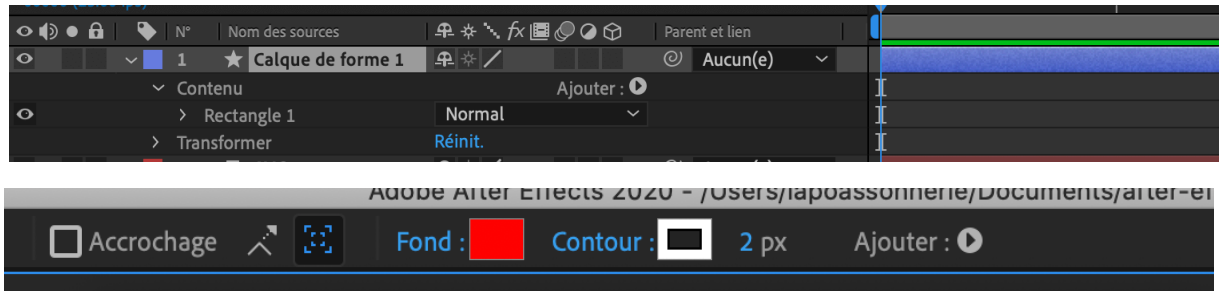 N° Nom des sources fx Parent et lien
1 Calque de forme 1 Aucun(e)
Contenu Ajouter :
Rectangle 1 Normal
Transformer Réinit.
Adobe After Effects 2020 - /Users/lapoassonnerie/Documents/after-ef
Accrochage Fond : Contour : 2 px Ajouter :